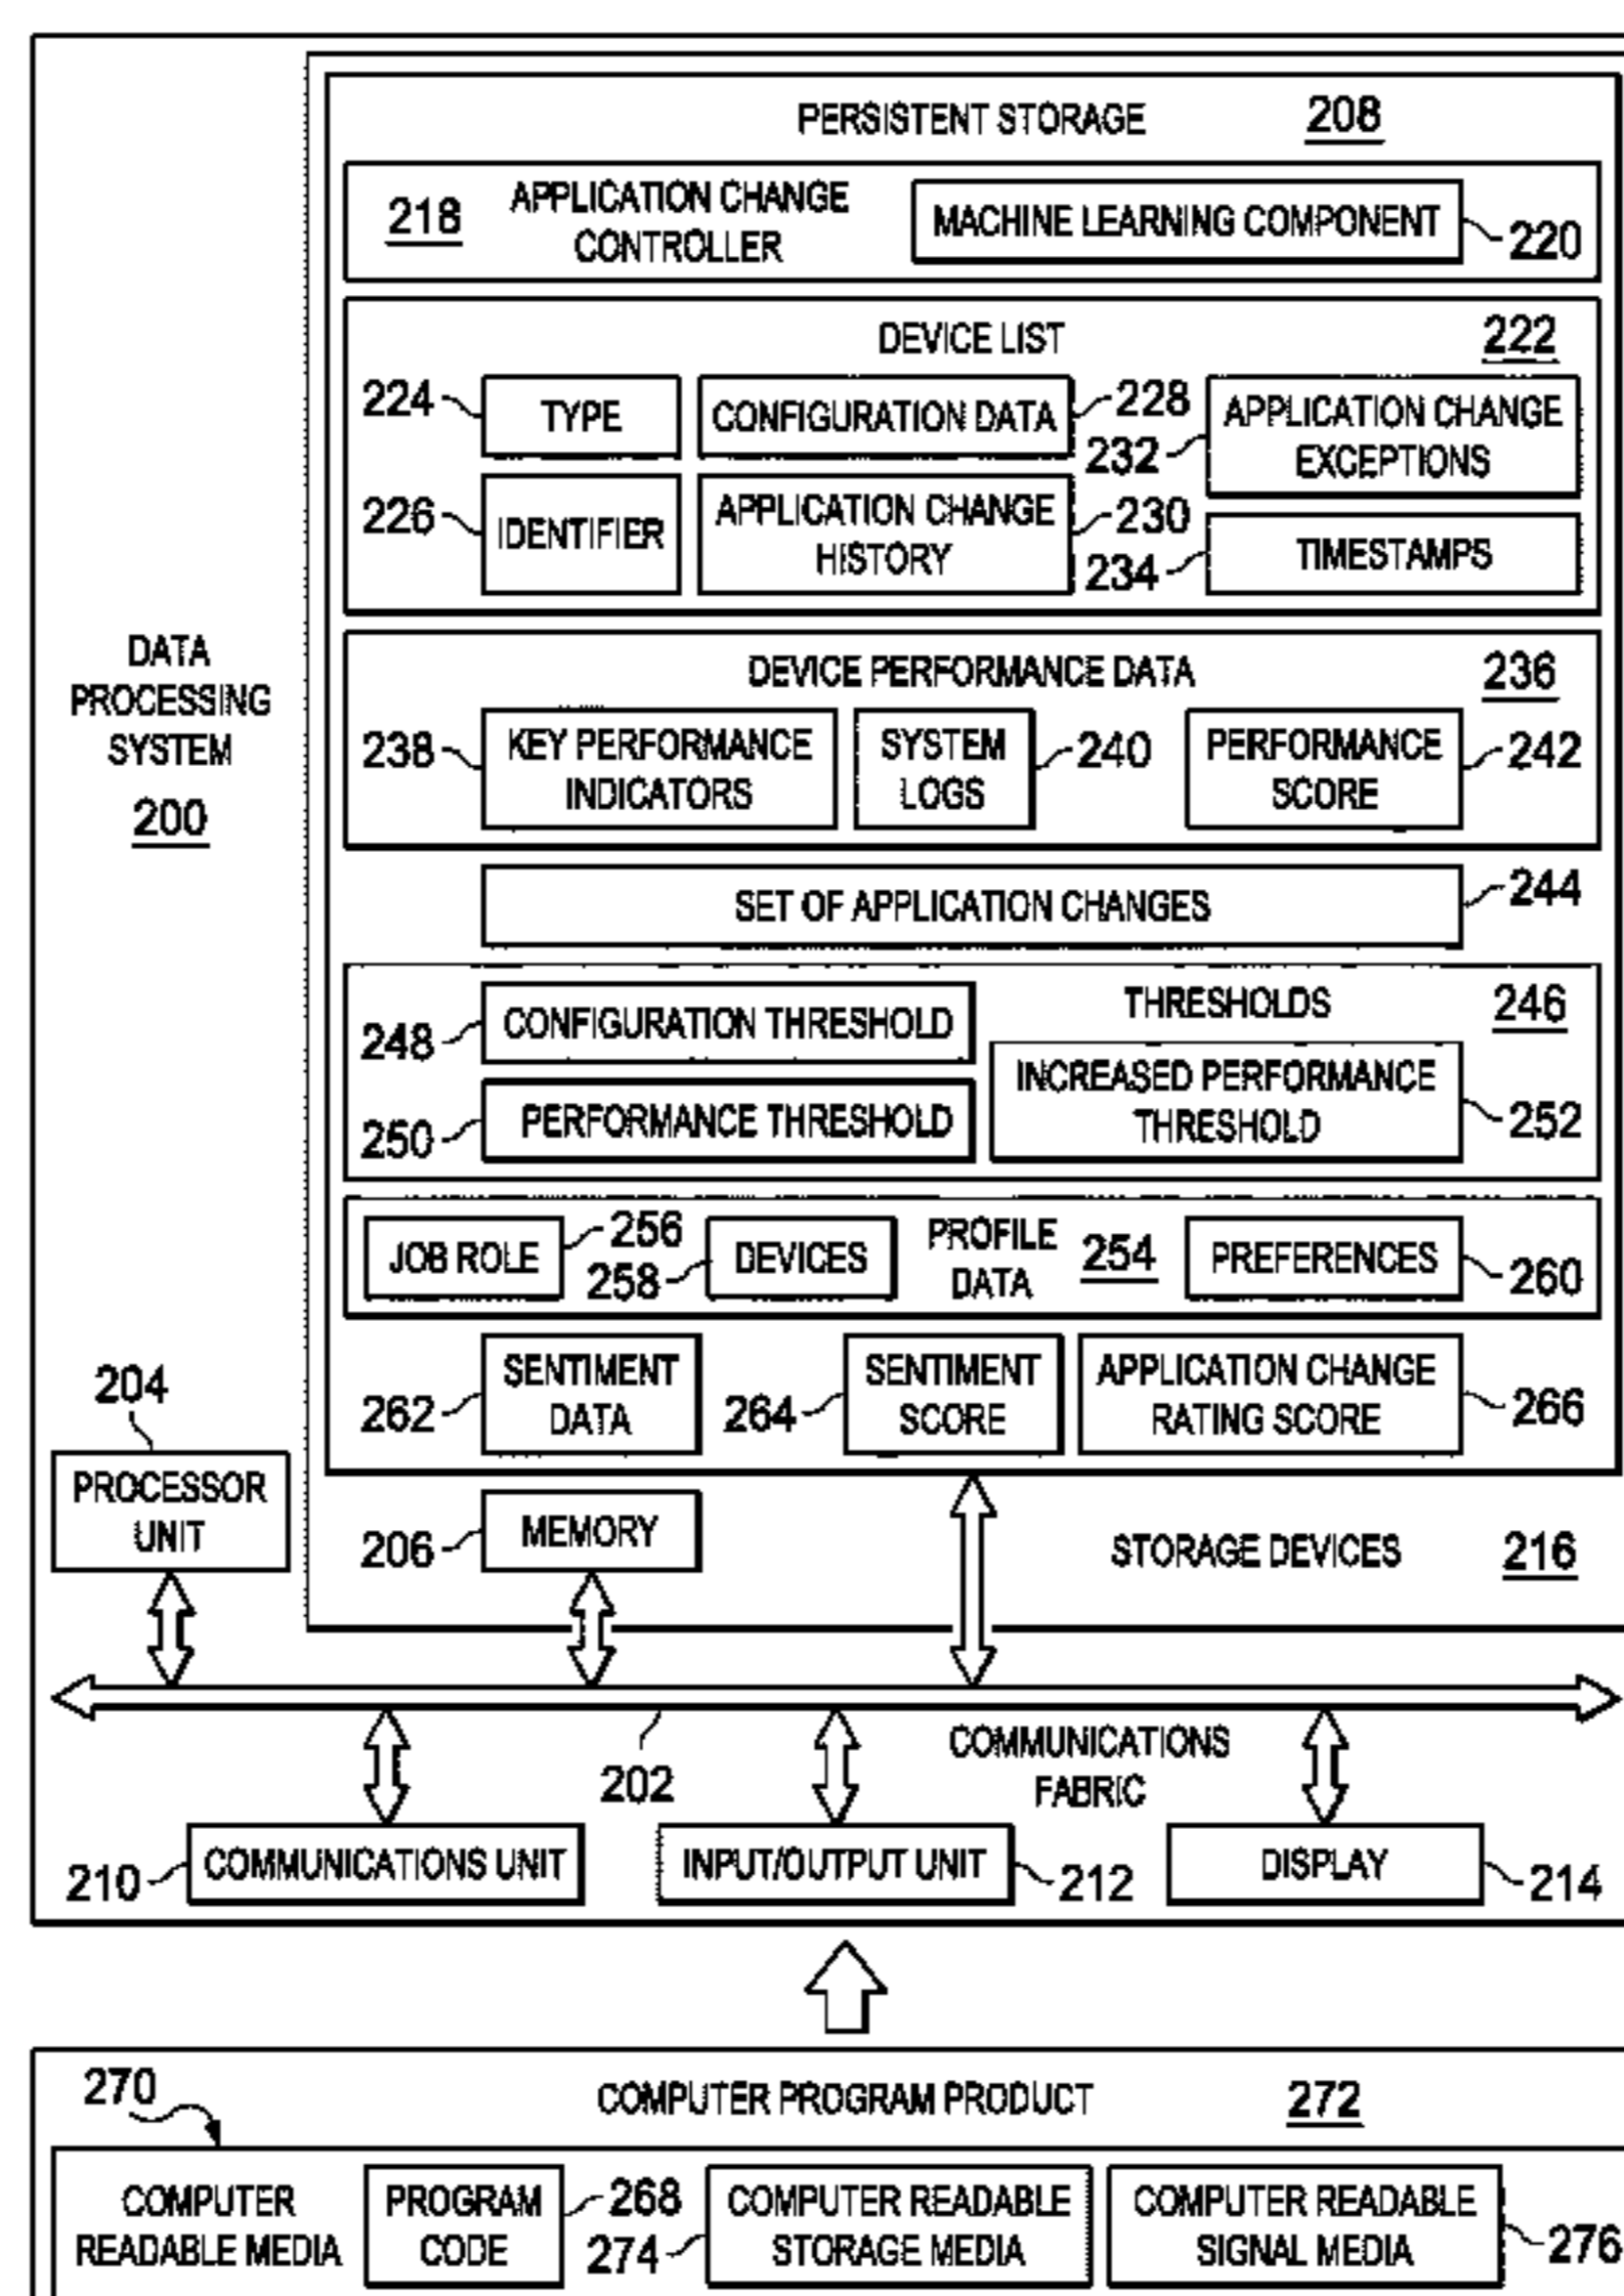 PERSISTENT STORAGE 208
218 APPLICATION CHANGE
CONTROLLER
MACHINE LEARNING COMPONENT
220
DEVICE LIST 222
224
TYPE
CONFIGURATION DATA
228
232
APPLICATION CHANGE
EXCEPTIONS
226
IDENTIFIER
APPLICATION CHANGE
HISTORY
230
234
TIMESTAMPS
DATA
PROCESSING
SYSTEM
200
DEVICE PERFORMANCE DATA 236
238
KEY PERFORMANCE
INDICATORS
SYSTEM
LOGS
240
PERFORMANCE
SCORE
242
SET OF APPLICATION CHANGES
244
THRESHOLDS 246
248
CONFIGURATION THRESHOLD
250
PERFORMANCE THRESHOLD
INCREASED PERFORMANCE
THRESHOLD
252
JOB ROLE
256
258
DEVICES
PROFILE
DATA
254
PREFERENCES
260
262
SENTIMENT
DATA
264
SENTIMENT
SCORE
APPLICATION CHANGE
RATING SCORE
266
204
PROCESSOR
UNIT
206
MEMORY
STORAGE DEVICES 216
202
COMMUNICATIONS
FABRIC
210
COMMUNICATIONS UNIT
INPUT/OUTPUT UNIT
212
DISPLAY
214
270
COMPUTER PROGRAM PRODUCT 272
COMPUTER
READABLE MEDIA
PROGRAM
CODE
268
274
COMPUTER READABLE
STORAGE MEDIA
COMPUTER READABLE
SIGNAL MEDIA
276